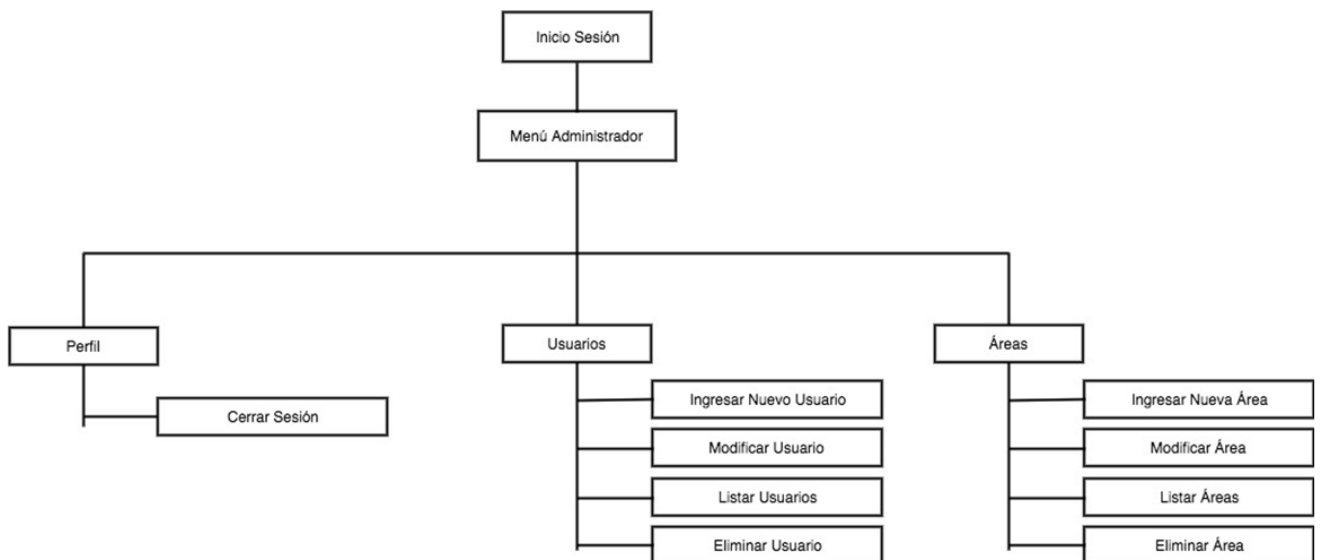 Inicio Sesión
Menú Administrador
Perfil
Usuarios
Áreas
Cerrar Sesión
Ingresar Nuevo Usuario
Modificar Usuario
Listar Usuarios
Eliminar Usuario
Ingresar Nueva Área
Modificar Área
Listar Áreas
Eliminar Área